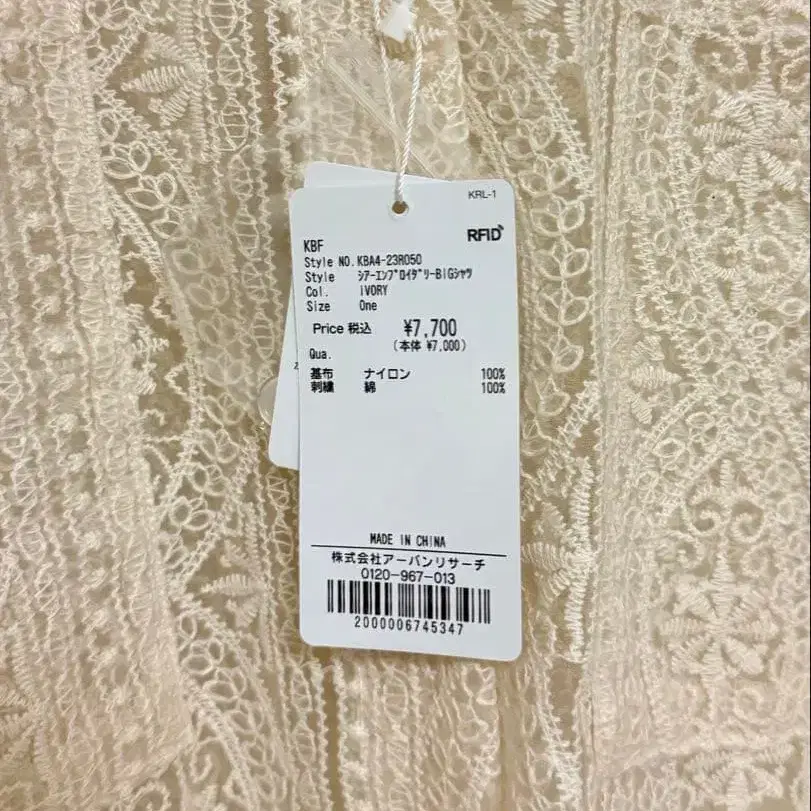 KRL-1
RFID
KBF
Style NO. KBA4-23R050
Style シアーエンブロイダリーBIGシャツ
Col. IVORY
Size One
Price 税込 ¥7,700
(本体 ¥7,000)
Qua.
基布 ナイロン 100%
刺繍 綿 100%
MADE IN CHINA
株式会社アーバンリサーチ
0120-967-013
2000006745347